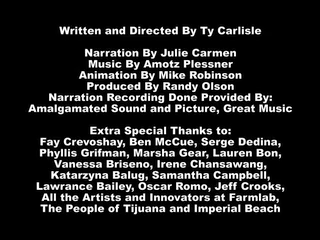 Written and Directed By Ty Carlisle
Narration By Julie Carmen
Music By Amotz Plessner
Animation By Mike Robinson
Produced By Randy Olson
Narration Recording Done Provided By:
Amalgamated Sound and Picture, Great Music
Extra Special Thanks to:
Fay Crevoshay, Ben McCue, Serge Dedina,
Phyllis Grifman, Marsha Gear, Lauren Bon,
Vanessa Briseno, Irene Chansawang,
Katarzyna Balug, Samantha Campbell,
Lawrance Bailey, Oscar Romo, Jeff Crooks,
All the Artists and Innovators at Farmlab,
The People of Tijuana and Imperial Beach